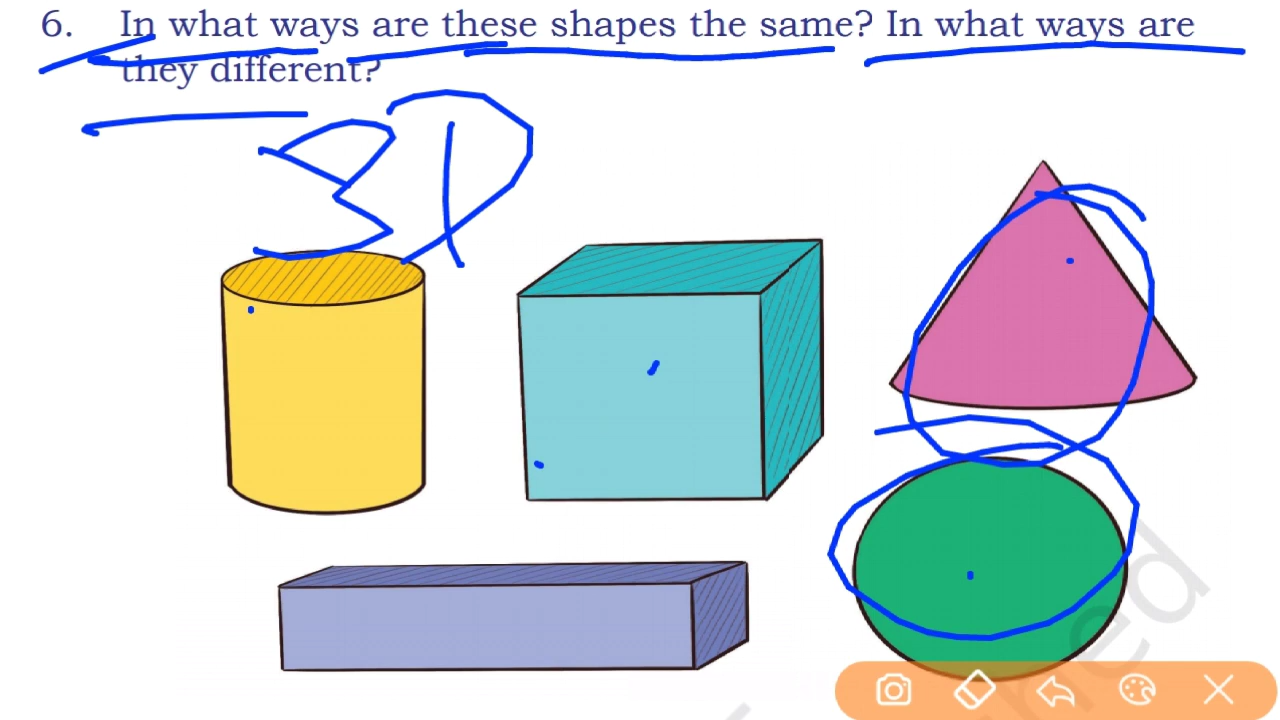 6. In what ways are these shapes the same? In what ways are
they different?
3D